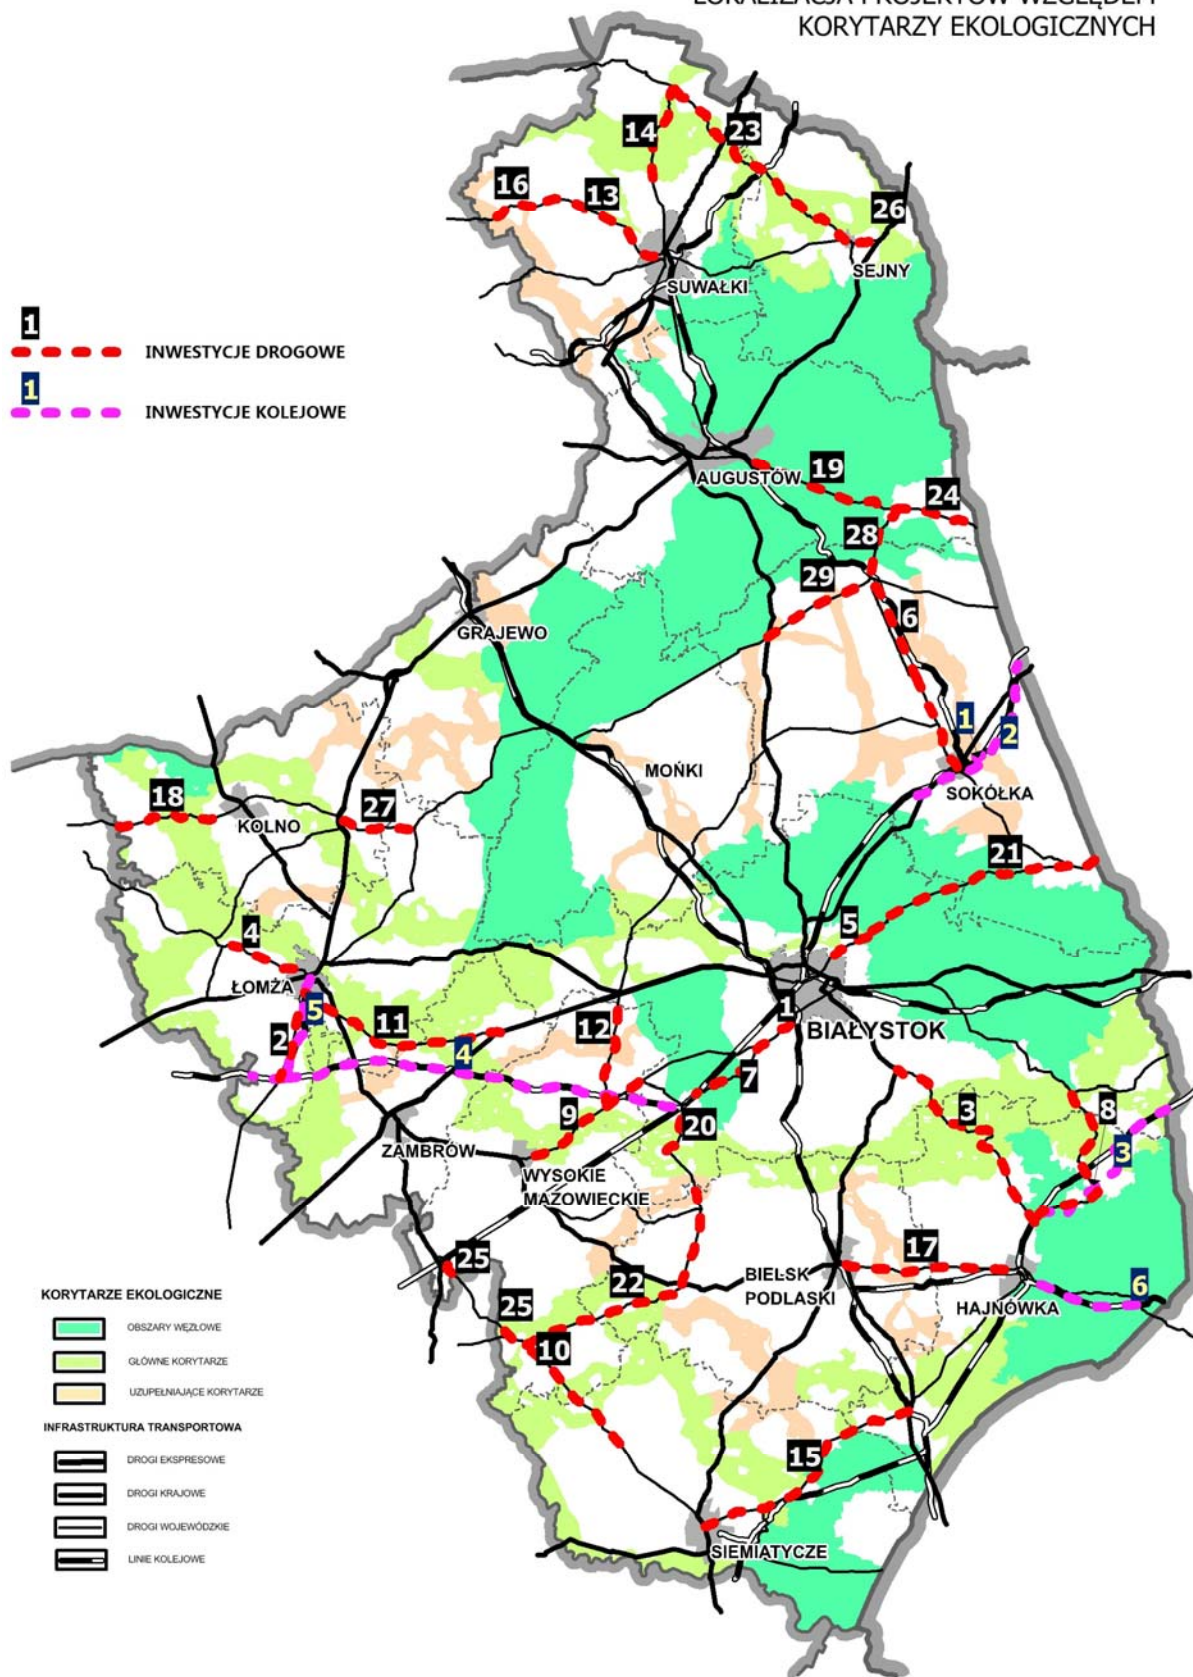 LOKALIZACJA PROJEKTÓW WZGLĘDEM
KORYTARZY EKOLOGICZNYCH
14
23
16
13
26
SEJNY
SUWAŁKI
1
INWESTYCJE DROGOWE
1
INWESTYCJE KOLEJOWE
19
AUGUSTÓW
24
28
29
6
GRAJEWO
1
2
MOŃKI
SOKÓŁKA
18
KOLNO
27
21
5
4
ŁOMŻA
5
1
BIAŁYSTOK
11
12
2
4
7
3
8
9
20
3
ZAMBRÓW
WYSOKIE
MAZOWIECKIE
17
25
BIELSK
PODLASKI
22
6
HAJNÓWKA
KORYTARZE EKOLOGICZNE
OBSZARY WĘZŁOWE
25
10
GŁÓWNE KORYTARZE
UZUPEŁNIAJĄCE KORYTARZE
INFRASTRUKTURA TRANSPORTOWA
15
DROGI EKSPRESOWE
DROGI KRAJOWE
DROGI WOJEWÓDZKIE
SIEMIATYCZE
LINIE KOLEJOWE